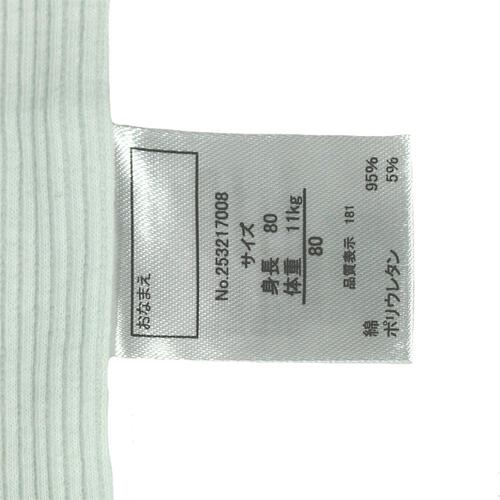 おなまえ
No.253217008
サイズ
身長 80
体重 11kg
80
品質表示 181
綿 95%
ポリウレタン 5%